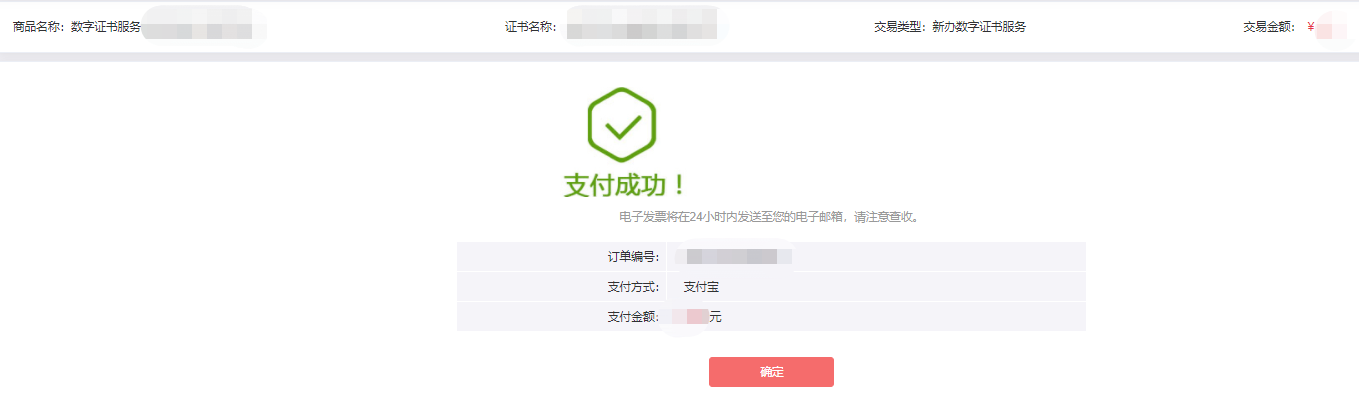 商品名称：数字证书服务 证书名称： 交易类型：新办数字证书服务 交易金额：￥
支付成功！
电子发票将在24小时内发送至您的电子邮箱，请注意查收。
订单编号：
支付方式： 支付宝
支付金额： 元
确定